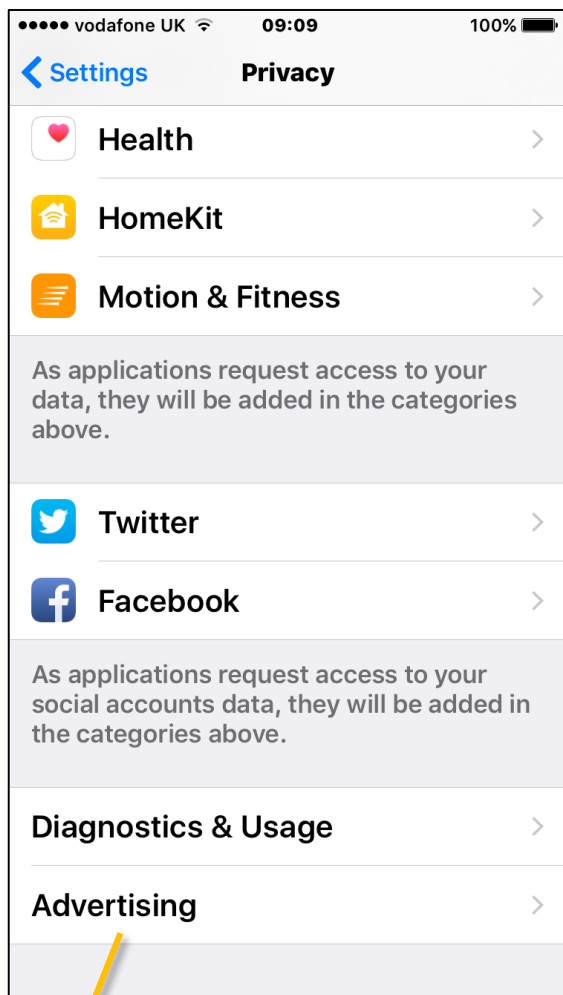 vodafone UK 09:09 100%
Settings Privacy
Health
HomeKit
Motion & Fitness
As applications request access to your
data, they will be added in the categories
above.
Twitter
Facebook
As applications request access to your
social accounts data, they will be added in
the categories above.
Diagnostics & Usage
Advertising